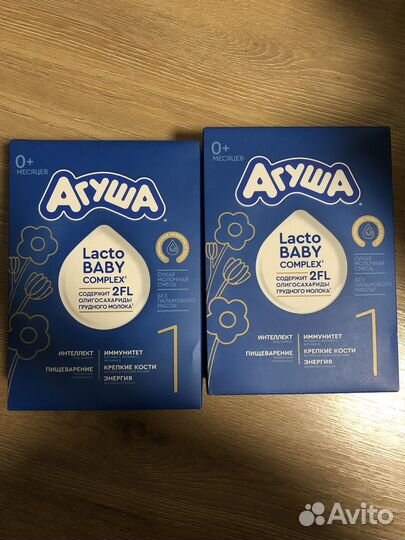 0+
МЕСЯЦЕВ
АГУША
Lacto
BABY
COMPLEX
СОДЕРЖИТ 2FL
ОЛИГОСАХАРИДЫ
ГРУДНОГО МОЛОКА
СУХАЯ
МОЛОЧНАЯ
СМЕСЬ
БЕЗ
ПАЛЬМОВОГО
МАСЛА
1
ИНТЕЛЛЕКТ
ИММУНИТЕТ
ПИЩЕВАРЕНИЕ
КРЕПКИЕ КОСТИ
ЭНЕРГИЯ
0+
МЕСЯЦЕВ
АГУША
Lacto
BABY
COMPLEX
СОДЕРЖИТ 2FL
ОЛИГОСАХАРИДЫ
ГРУДНОГО МОЛОКА
СУХАЯ
МОЛОЧНАЯ
СМЕСЬ
БЕЗ
ПАЛЬМОВОГО
МАСЛА
1
ИНТЕЛЛЕКТ
ИММУНИТЕТ
ПИЩЕВАРЕНИЕ
КРЕПКИЕ КОСТИ
ЭНЕРГИЯ
Avito